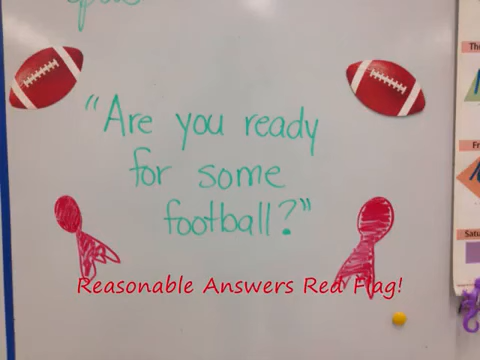 "Are you ready
for some
football?"
Reasonable Answers Red Flag!